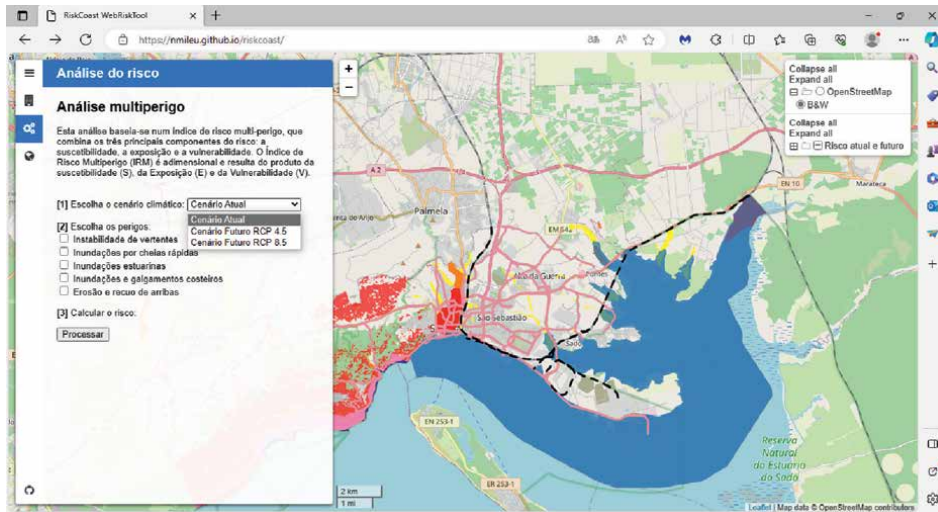 RiskCoast WebRiskTool
https://nmileu.github.io/riskcoast/
Análise do risco
Análise multiperigo
Esta análise baseia-se num Índice de risco multi-perigo, que
combina os três principais componentes do risco: a
suscetibilidade, a exposição e a vulnerabilidade. O Índice de
Risco Multiperigo (IRM) é adimensional e resulta do produto da
suscetibilidade (S), da Exposição (E) e da Vulnerabilidade (V).
[1] Escolha o cenário climático: Cenário Atual
Cenário Atual
Cenário Futuro RCP 4.5
Cenário Futuro RCP 8.5
[2] Escolha os perigos:
Instabilidade de vertentes
Inundações por cheias rápidas
Inundações estuarinas
Inundações e galgamentos costeiros
Erosão e recuo de arribas
[3] Calcular o risco:
Processar
+
−
Collapse all
Expand all
OpenStreetMap
B&W
Collapse all
Expand all
Risco atual e futuro
A 2
EN 10
Marateca
Palmela
EM 542
Pontes
São Sebastião
Sado
EN 253-1
ER 253-1
Reserva
Natural
do Estuário
do Sado
2 km
1 mi
Leaflet | Map data © OpenStreetMap contributors